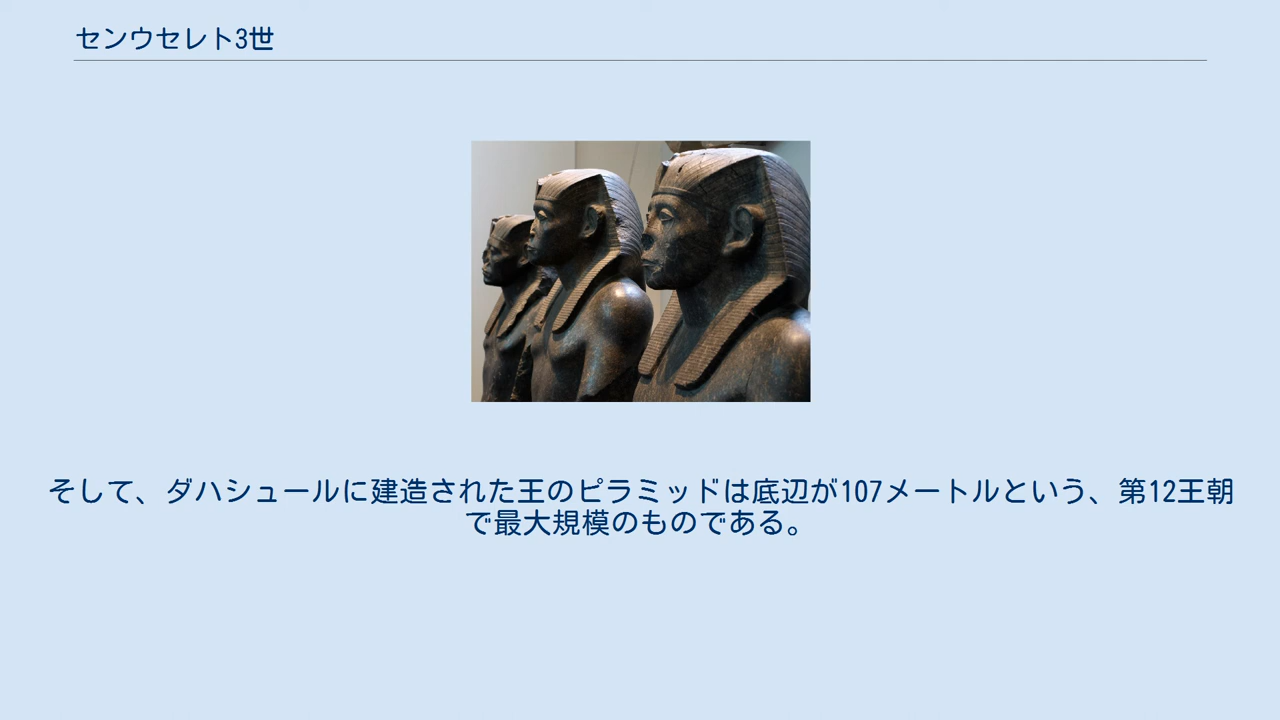 センウセレト3世
そして、ダハシュールに建造された王のピラミッドは底辺が107メートルという、第12王朝
で最大規模のものである。